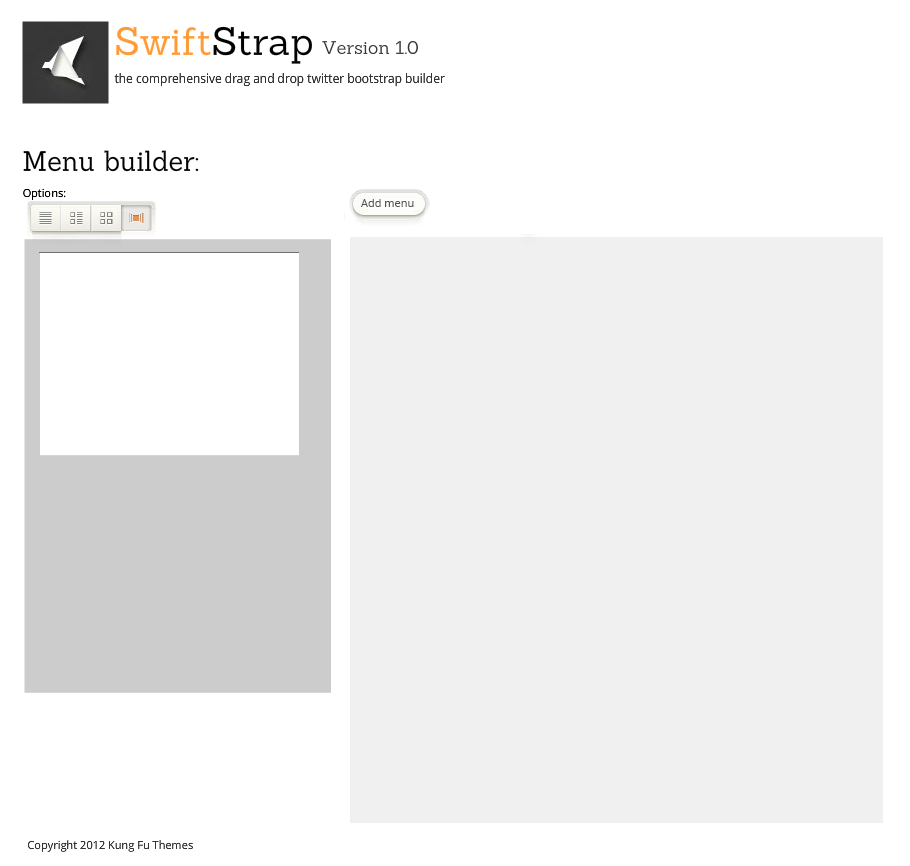 SwiftStrap Version 1.0
the comprehensive drag and drop twitter bootstrap builder
Menu builder:
Options:
Add menu
Copyright 2012 Kung Fu Themes